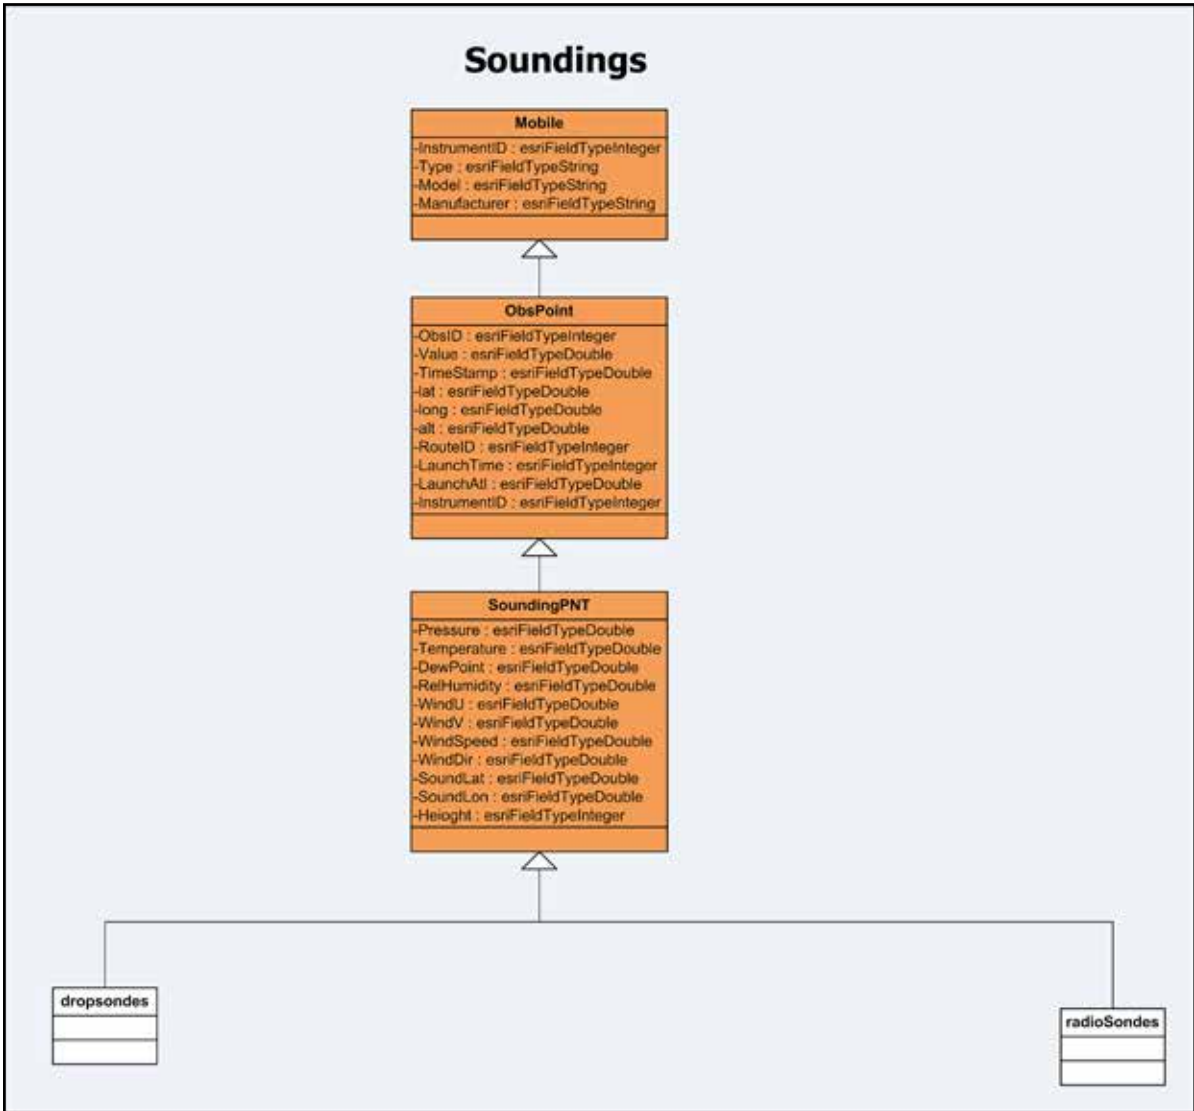 Soundings
Mobile
-InstrumentID : esriFieldTypeInteger
-Type : esriFieldTypeString
-Model : esriFieldTypeString
-Manufacturer : esriFieldTypeString
ObsPoint
-ObsID : esriFieldTypeInteger
-Value : esriFieldTypeDouble
-TimeStamp : esriFieldTypeDouble
-lat : esriFieldTypeDouble
-long : esriFieldTypeDouble
-alt : esriFieldTypeDouble
-RouteID : esriFieldTypeInteger
-LaunchTime : esriFieldTypeInteger
-LaunchAtl : esriFieldTypeDouble
-InstrumentID : esriFieldTypeInteger
SoundingPNT
-Pressure : esriFieldTypeDouble
-Temperature : esriFieldTypeDouble
-DewPoint : esriFieldTypeDouble
-RelHumidity : esriFieldTypeDouble
-WindU : esriFieldTypeDouble
-WindV : esriFieldTypeDouble
-WindSpeed : esriFieldTypeDouble
-WindDir : esriFieldTypeDouble
-SoundLat : esriFieldTypeDouble
-SoundLon : esriFieldTypeDouble
-Heioght : esriFieldTypeInteger
dropsondes
radioSondes